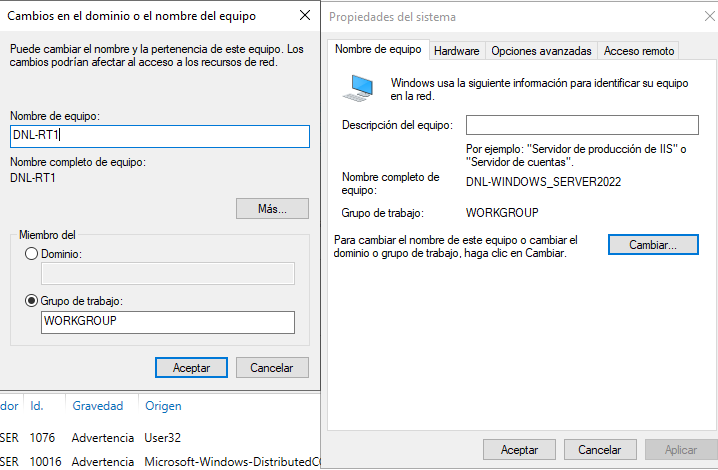 Cambios en el dominio o el nombre del equipo
Puede cambiar el nombre y la pertenencia de este equipo. Los
cambios podrían afectar al acceso a los recursos de red.
Nombre de equipo:
DNL-RT1
Nombre completo de equipo:
DNL-RT1
Más...
Miembro del
Dominio:
Grupo de trabajo:
WORKGROUP
Aceptar
Cancelar
Propiedades del sistema
Nombre de equipo
Hardware
Opciones avanzadas
Acceso remoto
Windows usa la siguiente información para identificar su equipo
en la red.
Descripción del equipo:
Por ejemplo: "Servidor de producción de IIS" o
"Servidor de cuentas".
Nombre completo de
equipo:
DNL-WINDOWS_SERVER2022
Grupo de trabajo:
WORKGROUP
Para cambiar el nombre de este equipo o cambiar el
dominio o grupo de trabajo, haga clic en Cambiar.
Cambiar...
Aceptar
Cancelar
Aplicar
dor Id. Gravedad Origen
SER 1076 Advertencia User32
SER 10016 Advertencia Microsoft-Windows-DistributedC